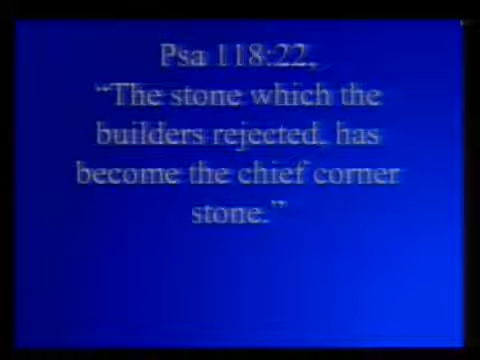 Psa 118:22,
“The stone which the
builders rejected, has
become the chief corner
stone.”